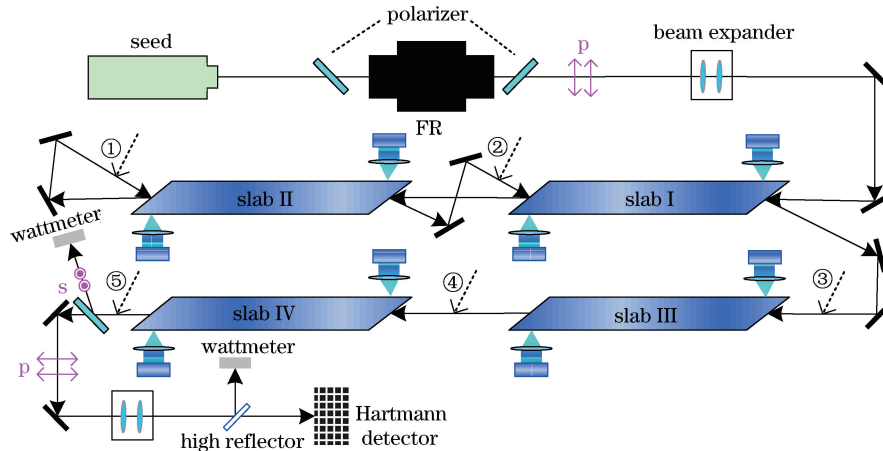 polarizer
seed
p
beam expander
FR
①
②
slab II
slab I
wattmeter
s
⑤
④
③
slab IV
slab III
wattmeter
p
high reflector
Hartmann
detector